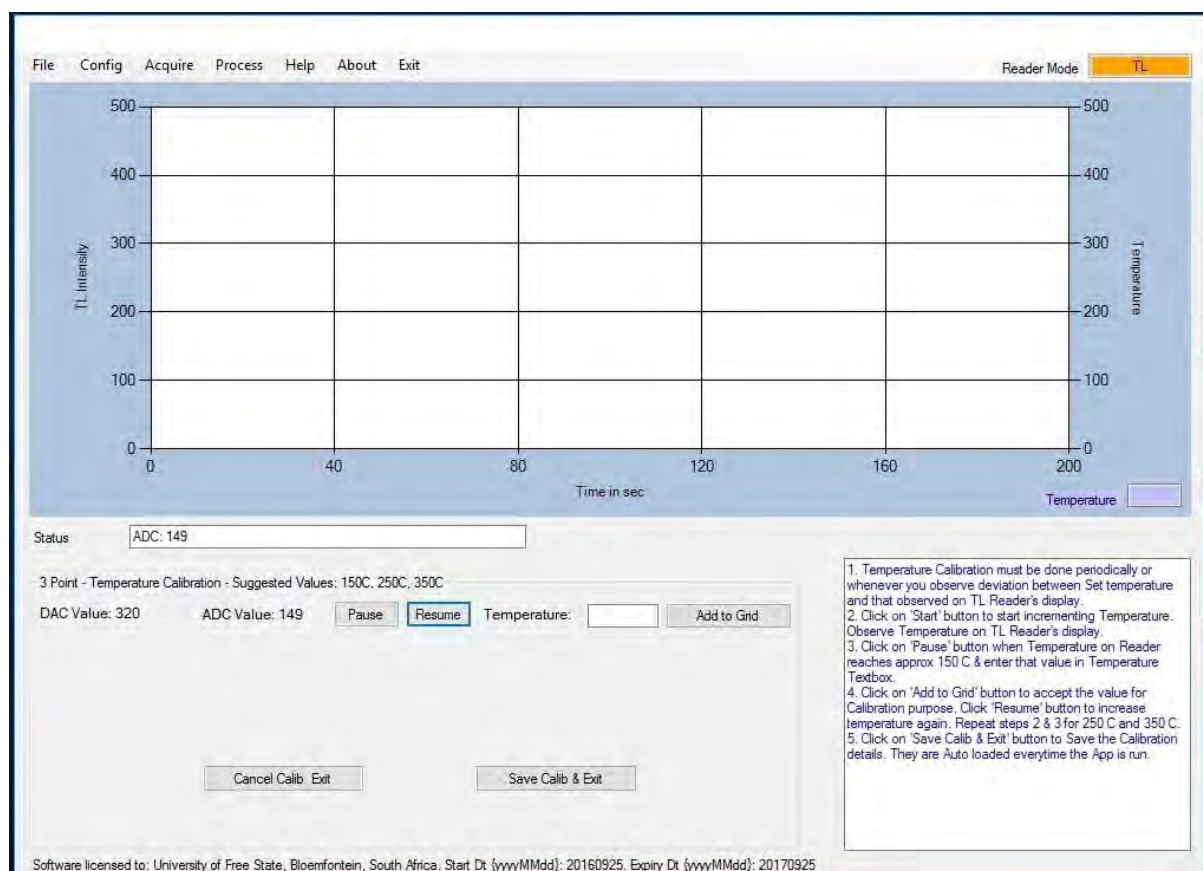 File Config Acquire Process Help About Exit
Reader Mode TL
500
400
300
200
100
0
TL Intensity
500
400
300
200
100
0
Temperature
0 40 80 120 160 200
Time in sec
Temperature
Status ADC: 149
3 Point - Temperature Calibration - Suggested Values: 150C, 250C, 350C
DAC Value: 320 ADC Value: 149 Pause Resume Temperature: Add to Grid
Cancel Calib Exit Save Calib & Exit
1. Temperature Calibration must be done periodically or
whenever you observe deviation between Set temperature
and that observed on TL Reader's display.
2. Click on 'Start' button to start incrementing Temperature.
Observe Temperature on TL Reader's display.
3. Click on 'Pause' button when Temperature on Reader
reaches approx 150 C & enter that value in Temperature
Textbox.
4. Click on 'Add to Grid' button to accept the value for
Calibration purpose. Click 'Resume' button to increase
temperature again. Repeat steps 2 & 3 for 250 C and 350 C.
5. Click on 'Save Calib & Exit' button to Save the Calibration
details. They are Auto loaded everytime the App is run.
Software licensed to: University of Free State, Bloemfontein, South Africa. Start Dt {yyyyMMdd}: 20160925. Expiry Dt {yyyyMMdd}: 20170925